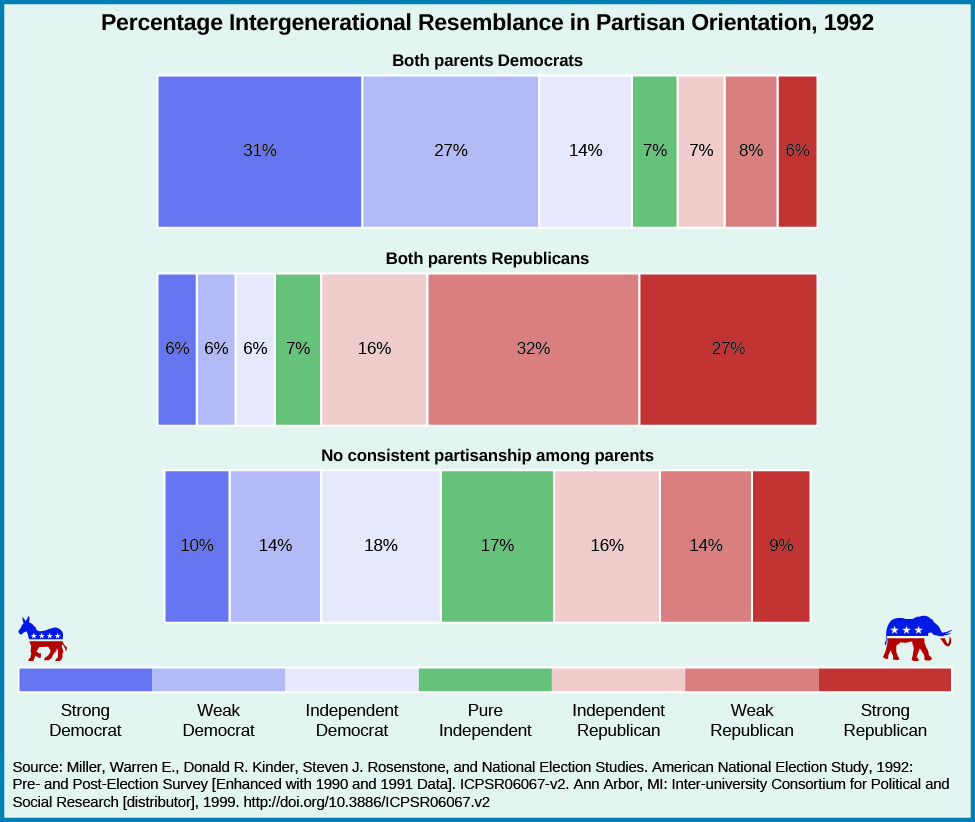 Percentage Intergenerational Resemblance in Partisan Orientation, 1992
Both parents Democrats
31% 27% 14% 7% 7% 8% 6%
Both parents Republicans
6% 6% 6% 7% 16% 32% 27%
No consistent partisanship among parents
10% 14% 18% 17% 16% 14% 9%
Strong Weak Independent Pure Independent Weak Strong
Democrat Democrat Democrat Independent Republican Republican Republican
Source: Miller, Warren E., Donald R. Kinder, Steven J. Rosenstone, and National Election Studies. American National Election Study, 1992:
Pre- and Post-Election Survey [Enhanced with 1990 and 1991 Data]. ICPSR06067-v2. Ann Arbor, MI: Inter-university Consortium for Political and
Social Research [distributor], 1999. http://doi.org/10.3886/ICPSR06067.v2